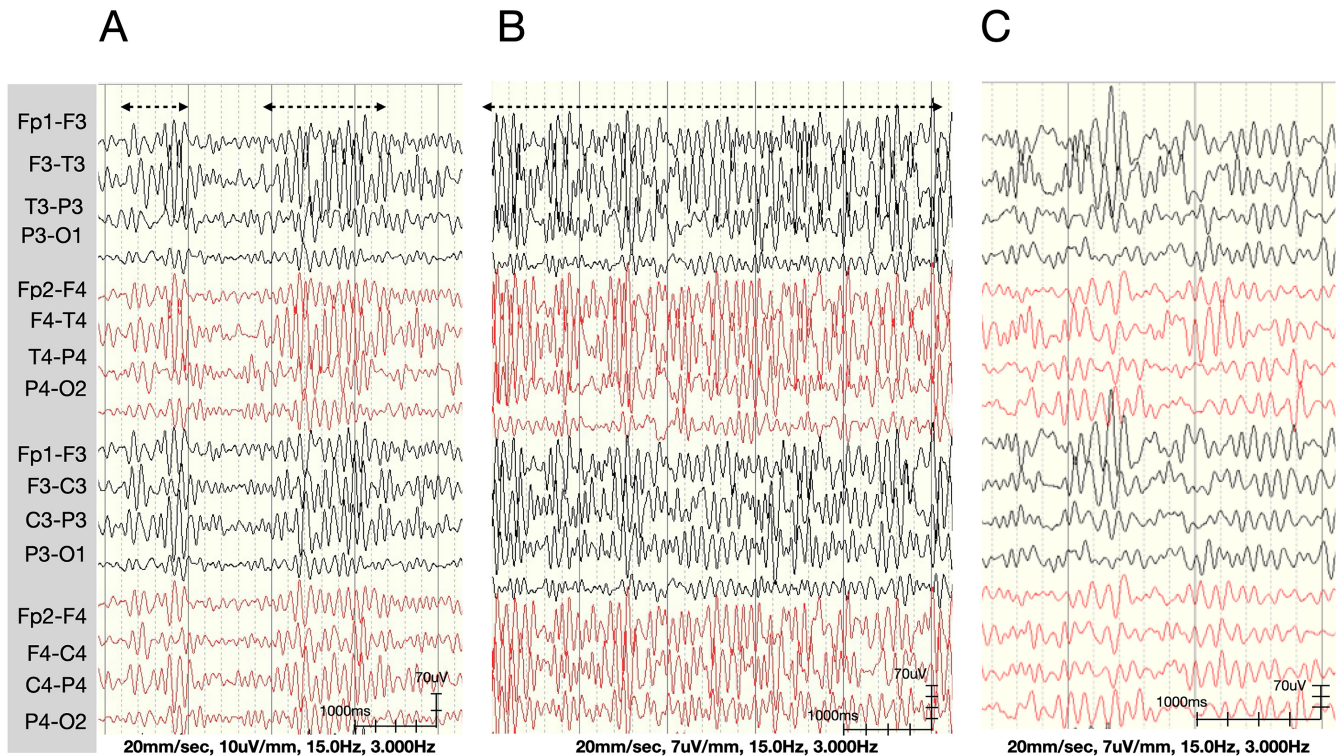 A B C
Fp1-F3
F3-T3
T3-P3
P3-O1
Fp2-F4
F4-T4
T4-P4
P4-O2
Fp1-F3
F3-C3
C3-P3
P3-O1
Fp2-F4
F4-C4
C4-P4
P4-O2
70uV
1000ms
20mm/sec, 10uV/mm, 15.0Hz, 3.000Hz
70uV
1000ms
20mm/sec, 7uV/mm, 15.0Hz, 3.000Hz
70uV
1000ms
20mm/sec, 7uV/mm, 15.0Hz, 3.000Hz